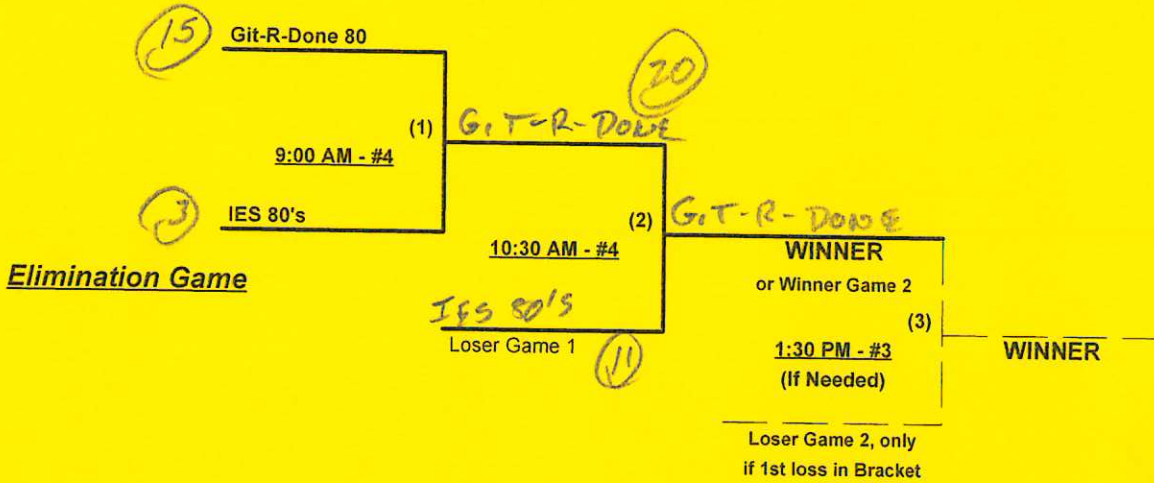 15
Git-R-Done 80
20
(1)
GiT-R-DONE
9:00 AM - #4
3
IES 80's
(2)
GiT-R-DONE
10:30 AM - #4
WINNER
Elimination Game
or Winner Game 2
IES 80'S
(3)
Loser Game 1
11
1:30 PM - #3
WINNER
(If Needed)
Loser Game 2, only
if 1st loss in Bracket